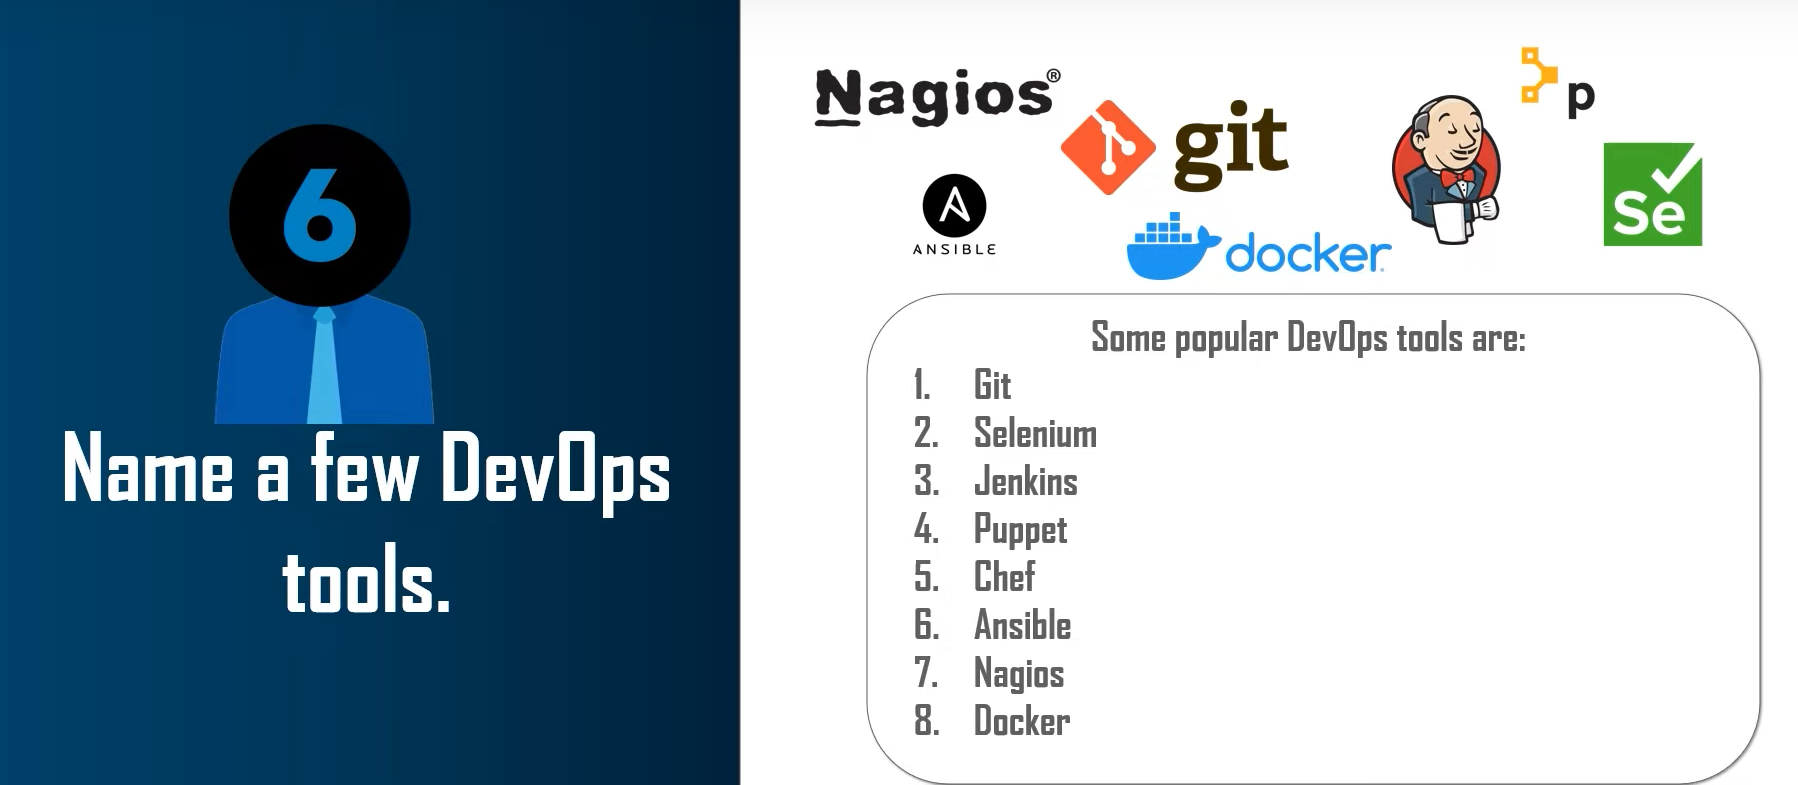 6
Name a few DevOps
tools.
Nagios®
git
p
ANSIBLE
docker
Se
Some popular DevOps tools are:
1. Git
2. Selenium
3. Jenkins
4. Puppet
5. Chef
6. Ansible
7. Nagios
8. Docker